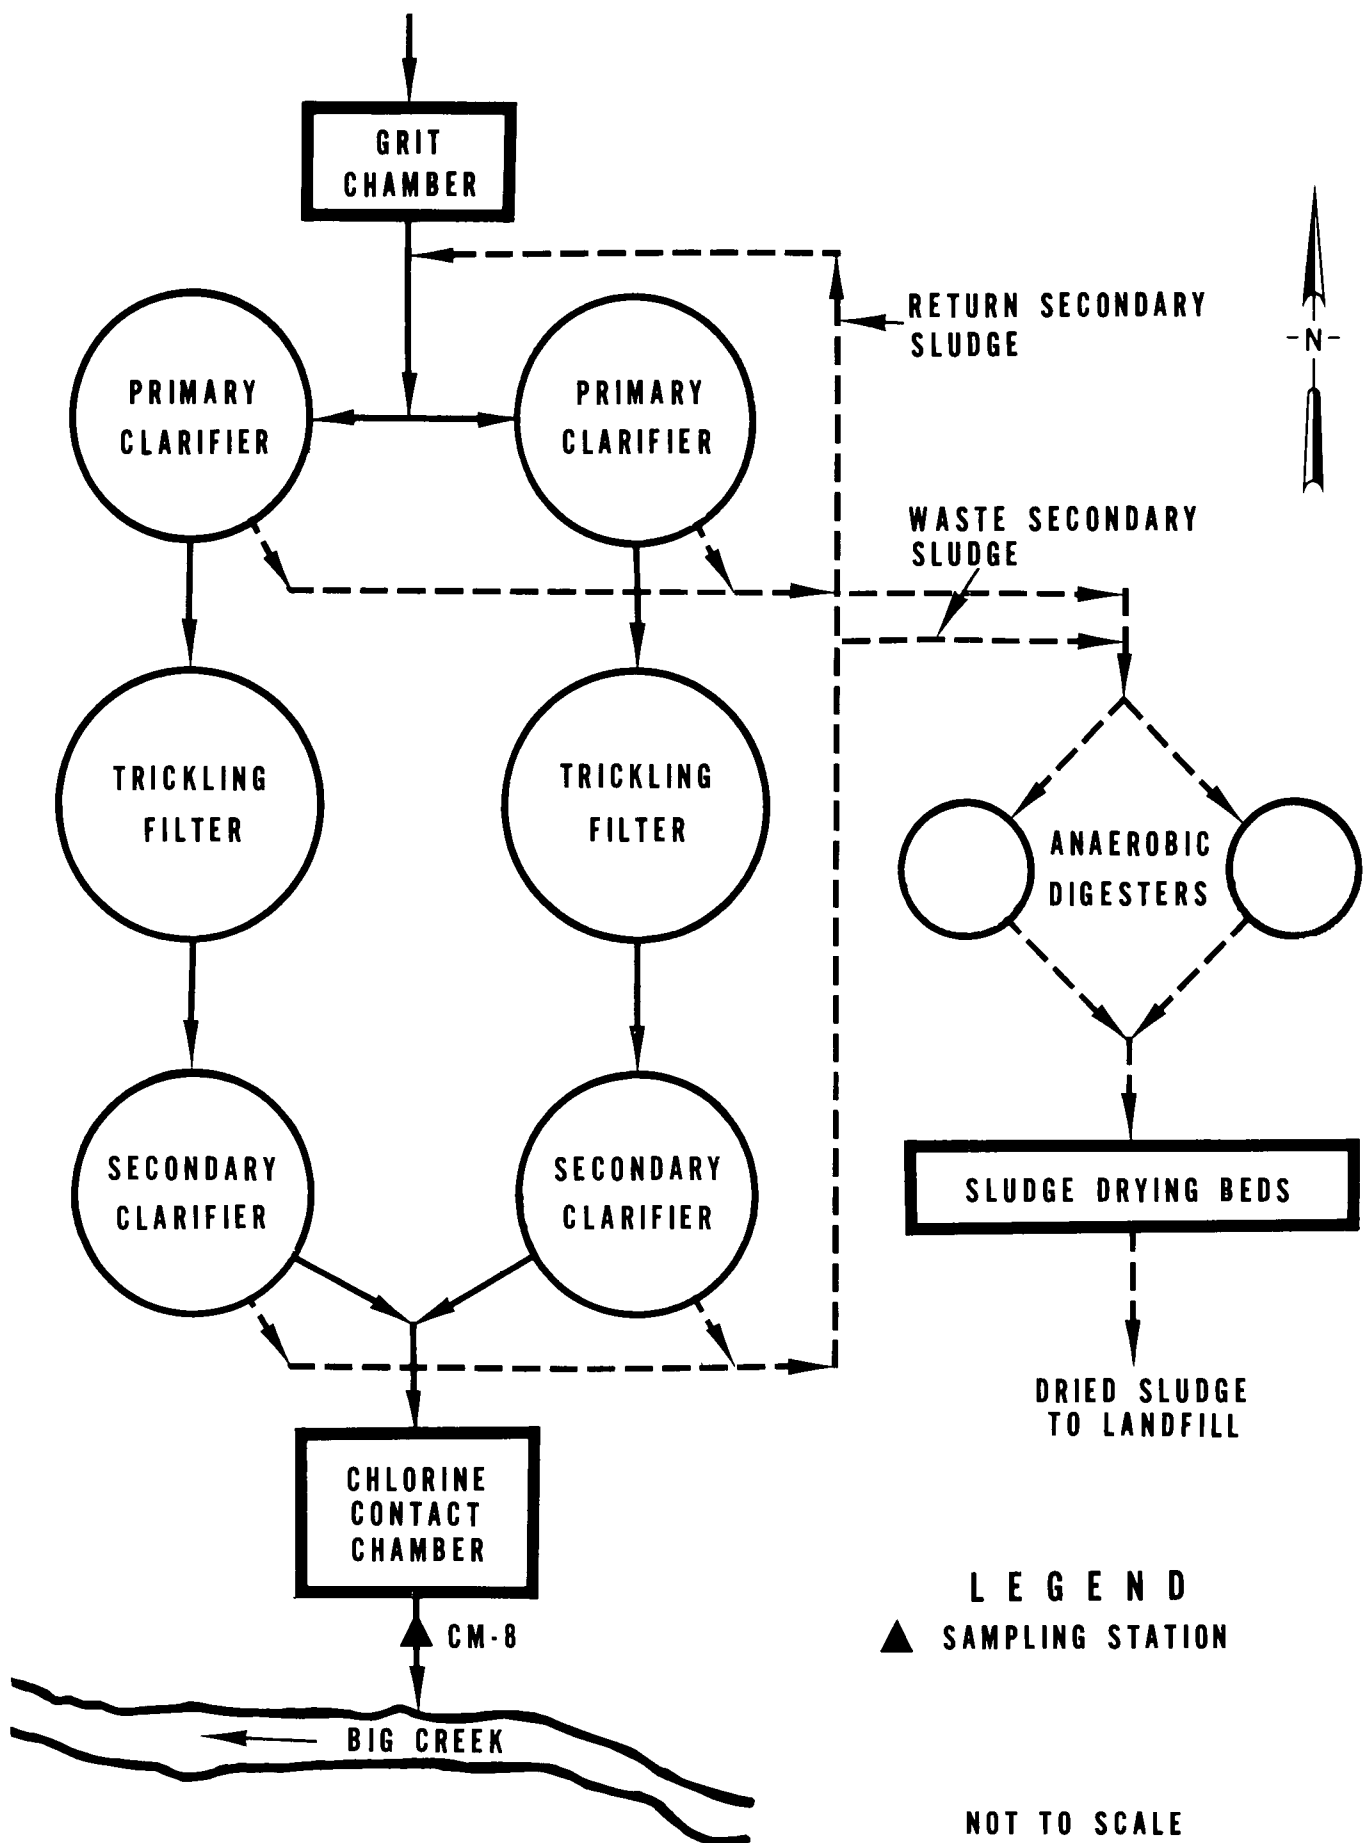 GRIT
CHAMBER
RETURN SECONDARY
SLUDGE
-N-
PRIMARY
CLARIFIER
PRIMARY
CLARIFIER
WASTE SECONDARY
SLUDGE
TRICKLING
FILTER
TRICKLING
FILTER
ANAEROBIC
DIGESTERS
SECONDARY
CLARIFIER
SECONDARY
CLARIFIER
SLUDGE DRYING BEDS
DRIED SLUDGE
TO LANDFILL
CHLORINE
CONTACT
CHAMBER
LEGEND
SAMPLING STATION
CM-8
BIG CREEK
NOT TO SCALE